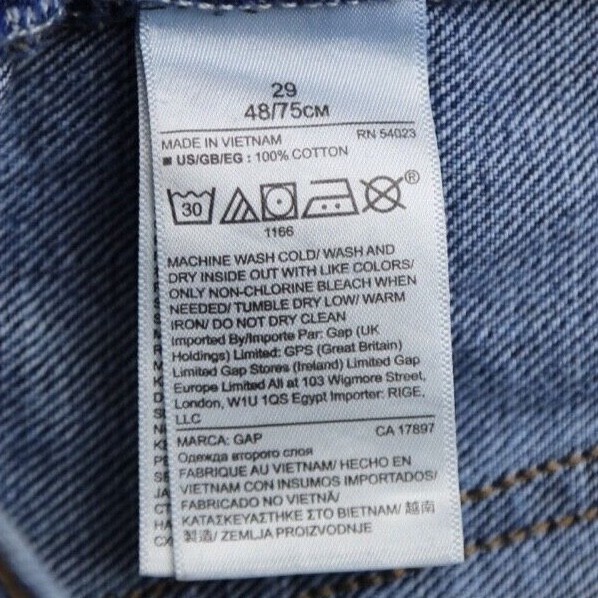 29
48/75CM
MADE IN VIETNAM RN 54023
■ US/GB/EG : 100% COTTON
30 ®
1166
MACHINE WASH COLD/ WASH AND
DRY INSIDE OUT WITH LIKE COLORS/
ONLY NON-CHLORINE BLEACH WHEN
NEEDED/ TUMBLE DRY LOW/ WARM
IRON/ DO NOT DRY CLEAN
Imported By/Importe Par: Gap (UK
Holdings) Limited: GPS (Great Britain)
Limited Gap Stores (Ireland) Limited Gap
Europe Limited All at 103 Wigmore Street,
London, W1U 1QS Egypt Importer: RIGE,
LLC
MARCA: GAP CA 17897
Одежда второго слоя
FABRIQUE AU VIETNAM/ HECHO EN
VIETNAM CON INSUMOS IMPORTADOS/
FABRICADO NO VIETNÃ/
ΚΑΤΑΣΚΕΥΑΣΤΗΚΕ ΣΤΟ ΒΙΕΤΝΑΜ/ 越南
製造/ ZEMLJA PROIZVODNJE